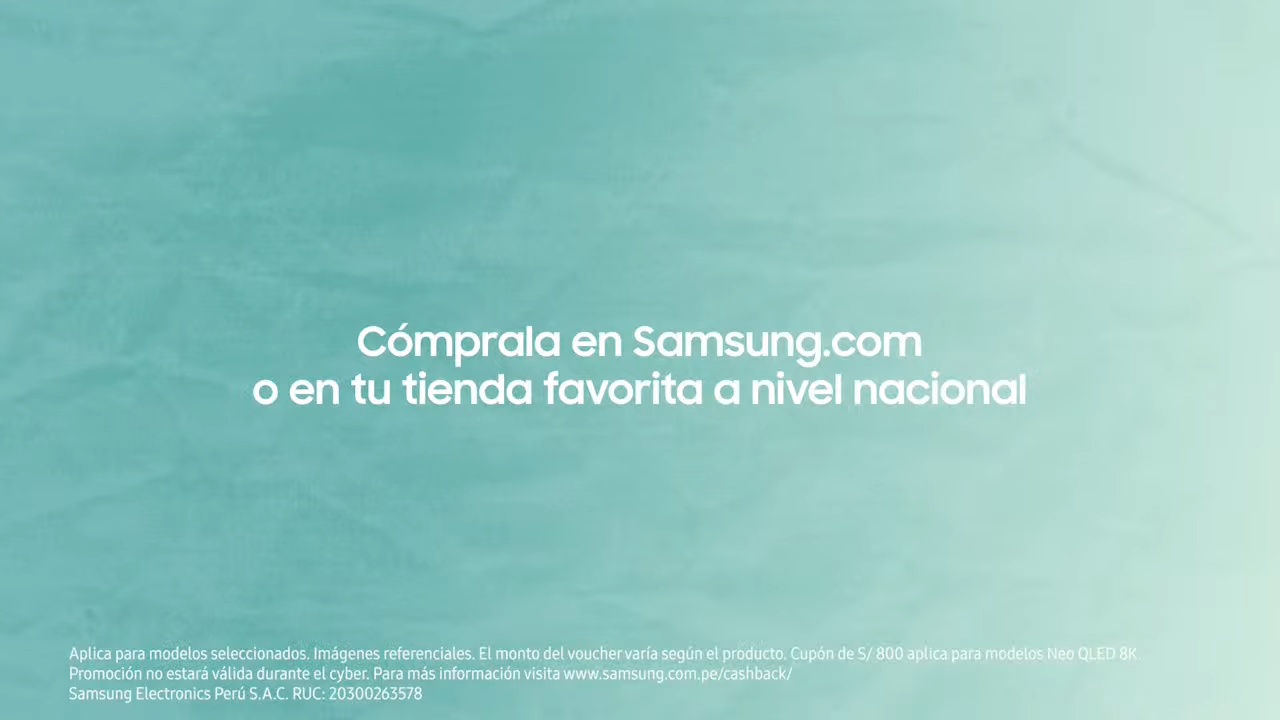 Cómprala en Samsung.com
o en tu tienda favorita a nivel nacional
Aplica para modelos seleccionados. Imágenes referenciales. El monto del voucher varía según el producto. Cupón de S/ 800 aplica para modelos Neo QLED 8K.
Promoción no estará válida durante el cyber. Para más información visita www.samsung.com.pe/cashback/
Samsung Electronics Perú S.A.C. RUC: 20300263578